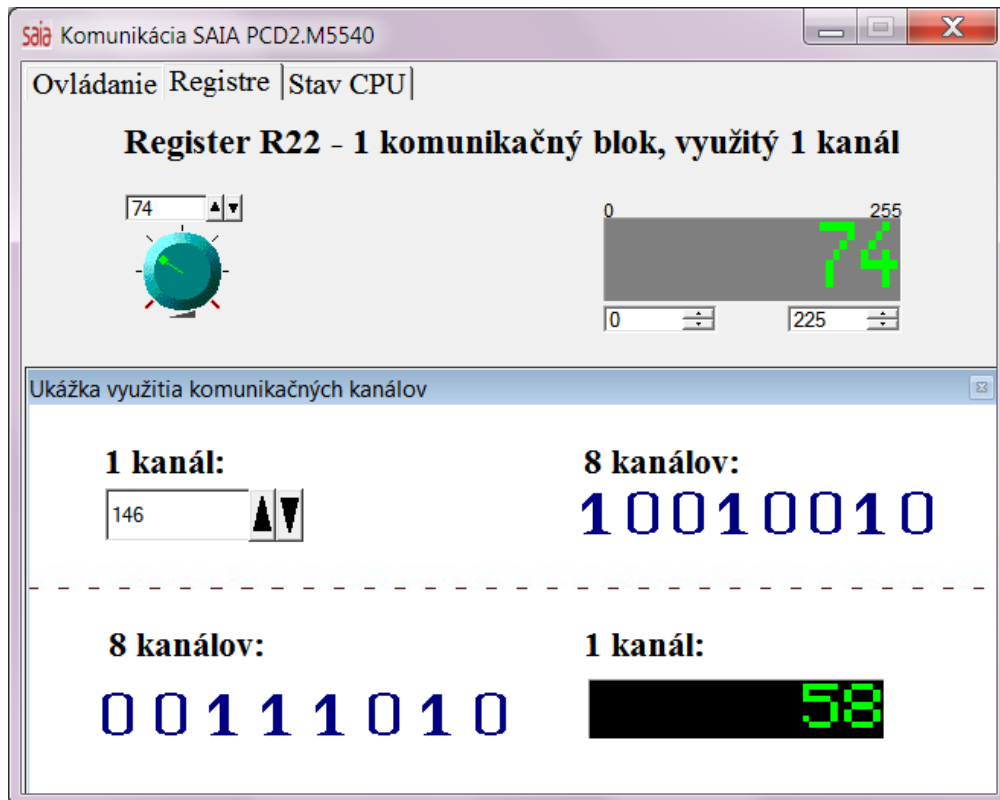 saia Komunikácia SAIA PCD2.M5540
Ovládanie Registre Stav CPU
Register R22 - 1 komunikačný blok, využitý 1 kanál
74
0 255
74
0 225
Ukážka využitia komunikačných kanálov
1 kanál: 8 kanálov:
146 10010010
8 kanálov: 1 kanál:
00111010 58